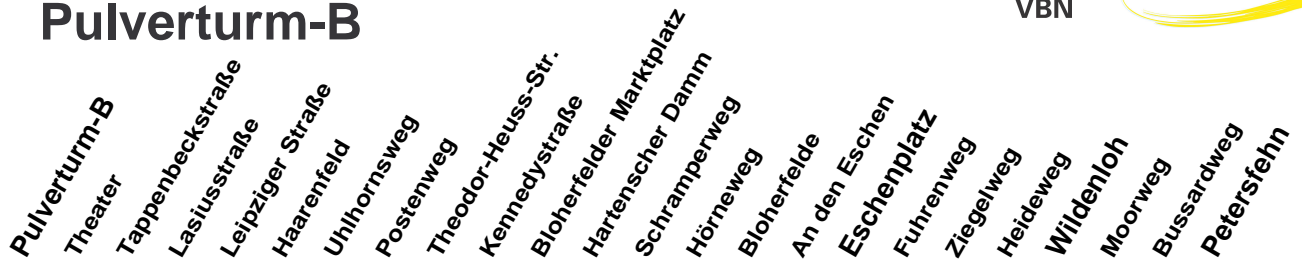 Pulverturm-B
VBN
Pulverturm-B
Theater
Tappenbeckstraße
Lasiusstraße
Leipziger Straße
Haarenfeld
Uhlhornsweg
Postenweg
Theodor-Heuss-Str.
Kennedystraße
Bloherfelder Marktplatz
Hartenscher Damm
Schramperweg
Hörneweg
Bloherfelde
An den Eschen
Eschenplatz
Fuhrenweg
Ziegelweg
Heideweg
Wildenloh
Moorweg
Bussardweg
Petersfehn